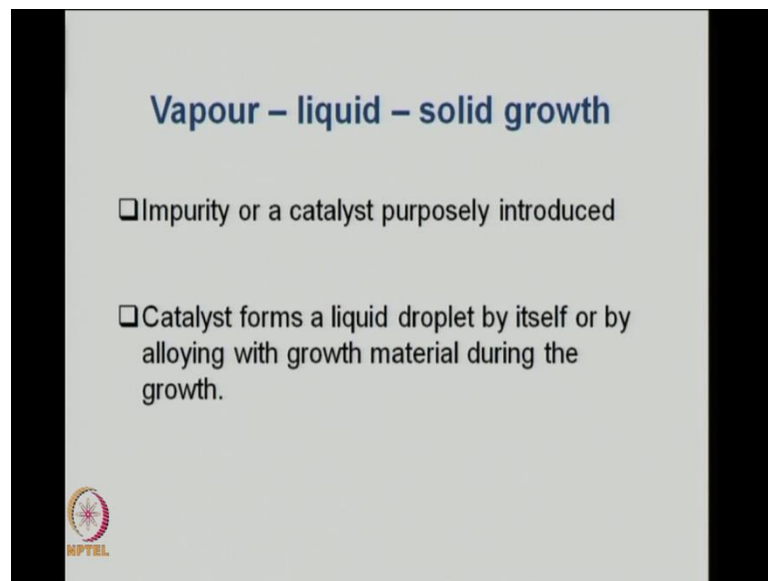 Vapour – liquid – solid growth
❑Impurity or a catalyst purposely introduced
❑Catalyst forms a liquid droplet by itself or by
alloying with growth material during the
growth.
NPTEL